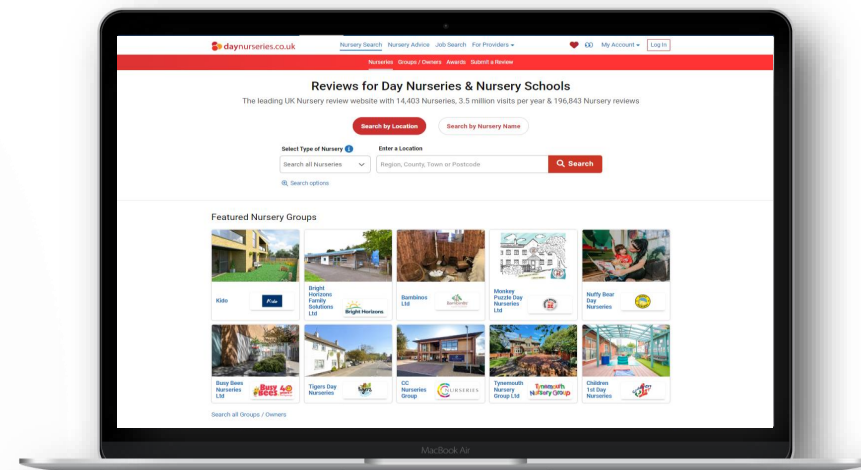 daynurseries.co.uk
Nursery Search Nursery Advice Job Search For Providers
My Account Log In
Nurseries Groups / Owners Awards Submit a Review
Reviews for Day Nurseries & Nursery Schools
The leading UK Nursery review website with 14,403 Nurseries, 3.5 million visits per year & 196,843 Nursery reviews
Search by Location Search by Nursery Name
Select Type of Nursery Enter a Location
Search all Nurseries Region, County, Town or Postcode Search
Search options
Featured Nursery Groups
Kido
Kido
Bright
Horizons
Family
Solutions
Ltd
Bright Horizons
Bambinos
Ltd
Monkey
Puzzle Day
Nurseries
Ltd
Nuffy Bear
Day
Nurseries
Busy Bees
Nurseries
Ltd
Busy Bees 40
Tigers Day
Nurseries
CC
Nurseries
Group
NURSERIES
Tynemouth
Nursery
Group Ltd
Tynemouth
Nursery Group
Children
1st Day
Nurseries
Search all Groups / Owners
MacBook Air